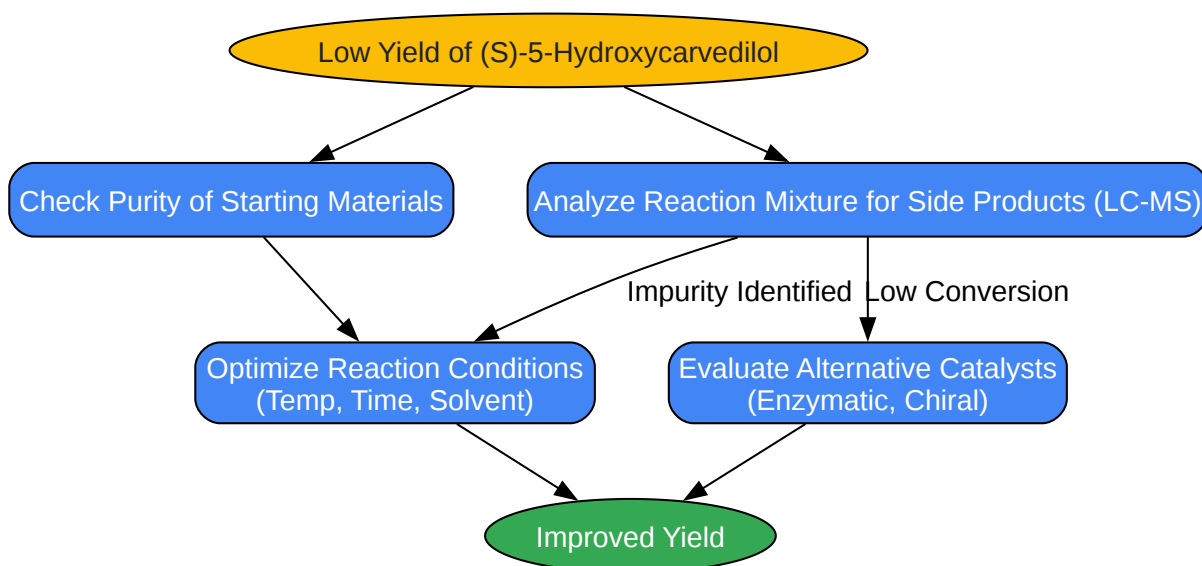 Low Yield of (S)-5-Hydroxycarvedilol
Check Purity of Starting Materials
Analyze Reaction Mixture for Side Products (LC-MS)
Impurity Identified
Low Conversion
Optimize Reaction Conditions
(Temp, Time, Solvent)
Evaluate Alternative Catalysts
(Enzymatic, Chiral)
Improved Yield